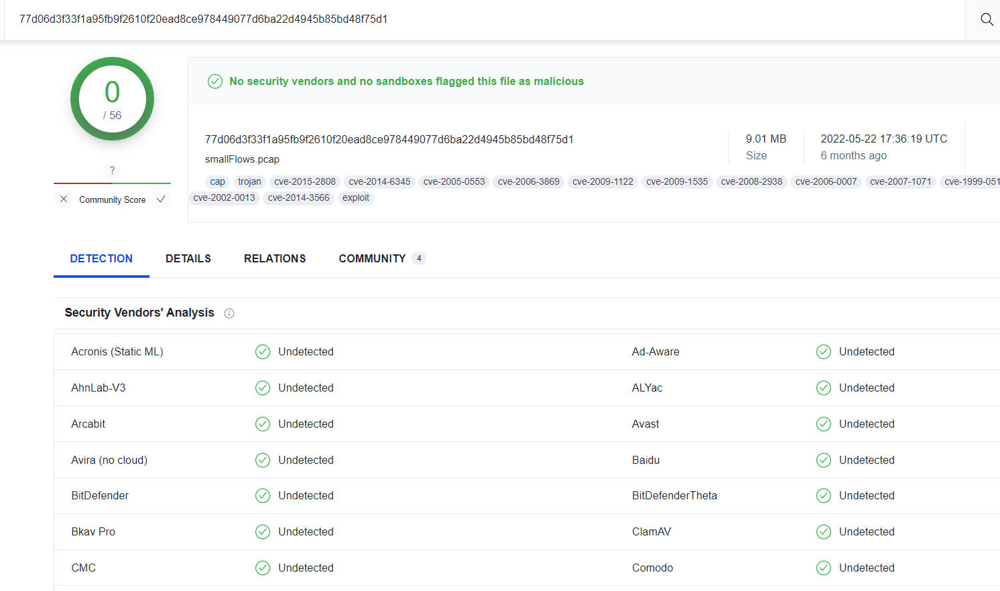 77d06d3f33f1a95fb9f2610f20ead8ce978449077d6ba22d4945b85bd48f75d1
0
/ 56
No security vendors and no sandboxes flagged this file as malicious
77d06d3f33f1a95fb9f2610f20ead8ce978449077d6ba22d4945b85bd48f75d1
smallFlows.pcap
9.01 MB
Size
2022-05-22 17:36:19 UTC
6 months ago
cap trojan cve-2015-2808 cve-2014-6345 cve-2005-0553 cve-2006-3869 cve-2009-1122 cve-2009-1535 cve-2008-2938 cve-2006-0007 cve-2007-1071 cve-1999-051
cve-2002-0013 cve-2014-3566 exploit
?
Community Score
DETECTION DETAILS RELATIONS COMMUNITY 4
Security Vendors' Analysis
Acronis (Static ML) Undetected Ad-Aware Undetected
AhnLab-V3 Undetected ALYac Undetected
Arcabit Undetected Avast Undetected
Avira (no cloud) Undetected Baidu Undetected
BitDefender Undetected BitDefenderTheta Undetected
Bkav Pro Undetected ClamAV Undetected
CMC Undetected Comodo Undetected